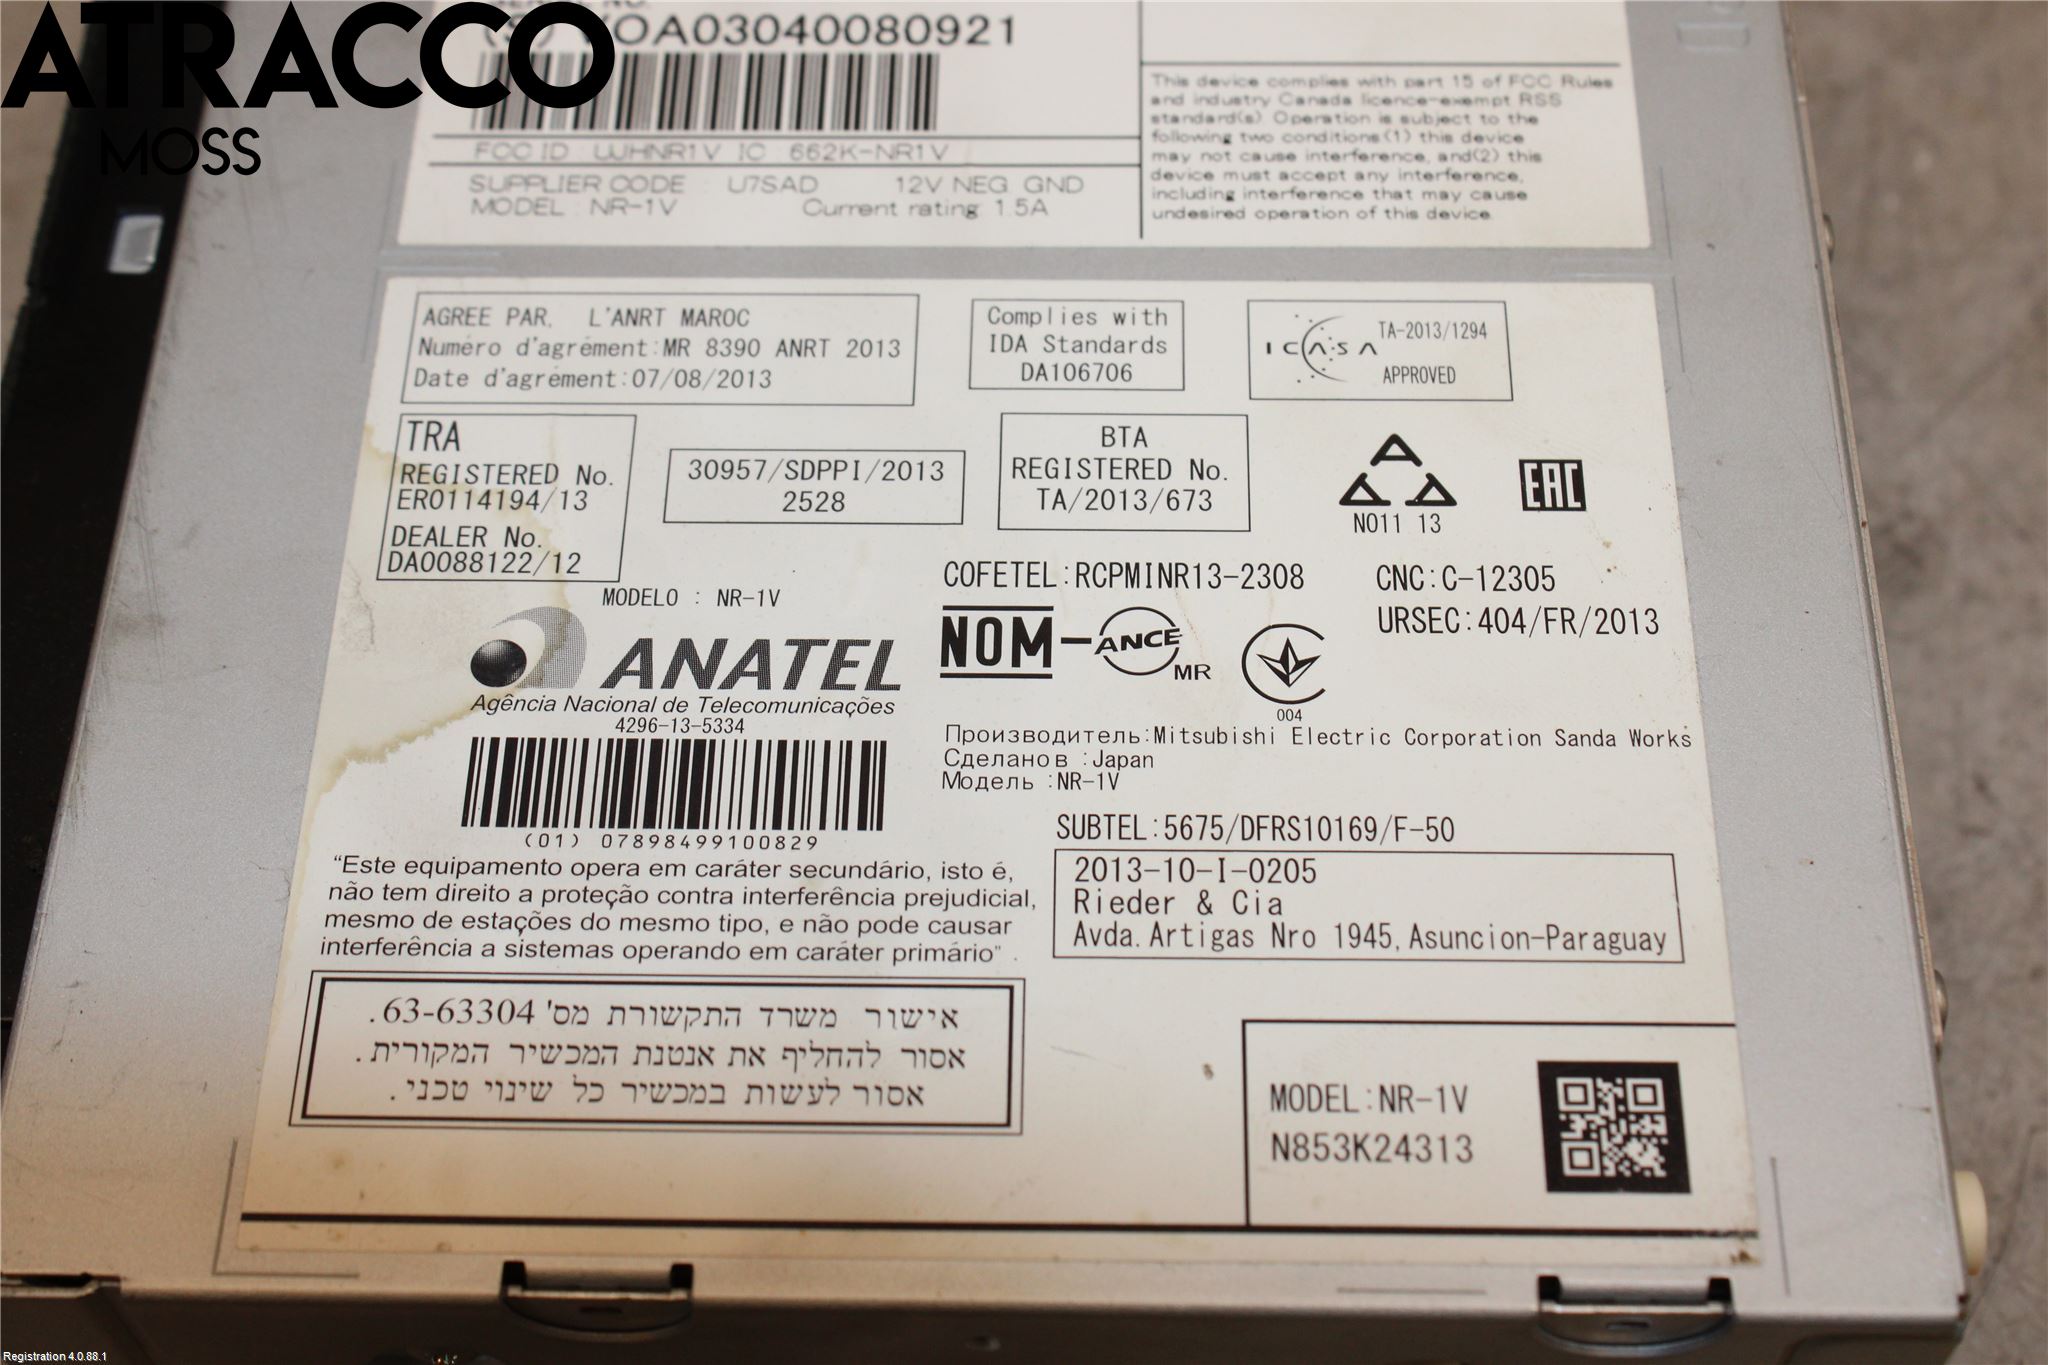 ATRACCO
MOSS
OA03040080921
FCC ID : UJHNR1V IC : 662K-NR1V
SUPPLIER CODE : U7SAD 12V NEG. GND
MODEL : NR-1V Current rating: 1.5A
This device complies with part 15 of FCC Rules
and industry Canada licence-exempt RSS
standard(s). Operation is subject to the
following two conditions:(1) this device
may not cause interference, and(2) this
device must accept any interference,
including interference that may cause
undesired operation of this device.
AGREE PAR, L'ANRT MAROC
Numéro d'agrément:MR 8390 ANRT 2013
Date d'agrément:07/08/2013
Complies with
IDA Standards
DA106706
ICASA
TA-2013/1294
APPROVED
TRA
REGISTERED No.
ER0114194/13
DEALER No.
DA0088122/12
30957/SDPPI/2013
2528
BTA
REGISTERED No.
TA/2013/673
N011 13
EAC
MODELO : NR-1V
ANATEL
Agência Nacional de Telecomunicações
4296-13-5334
(01) 07898499100829
COFETEL:RCPMINR13-2308
CNC:C-12305
URSEC:404/FR/2013
NOM-ANCE MR
004
Производитель:Mitsubishi Electric Corporation Sanda Works
Сделанов :Japan
Модель :NR-1V
SUBTEL:5675/DFRS10169/F-50
2013-10-I-0205
Rieder & Cia
Avda.Artigas Nro 1945,Asuncion-Paraguay
"Este equipamento opera em caráter secundário, isto é,
não tem direito a proteção contra interferência prejudicial,
mesmo de estações do mesmo tipo, e não pode causar
interferência a sistemas operando em caráter primário" .
אישור משרד התקשורת מס' 63-63304.
אסור להחליף את אנטנת המכשיר המקורית.
אסור לעשות במכשיר כל שינוי טכני.
MODEL:NR-1V
N853K24313
Registration 4.0.88.1